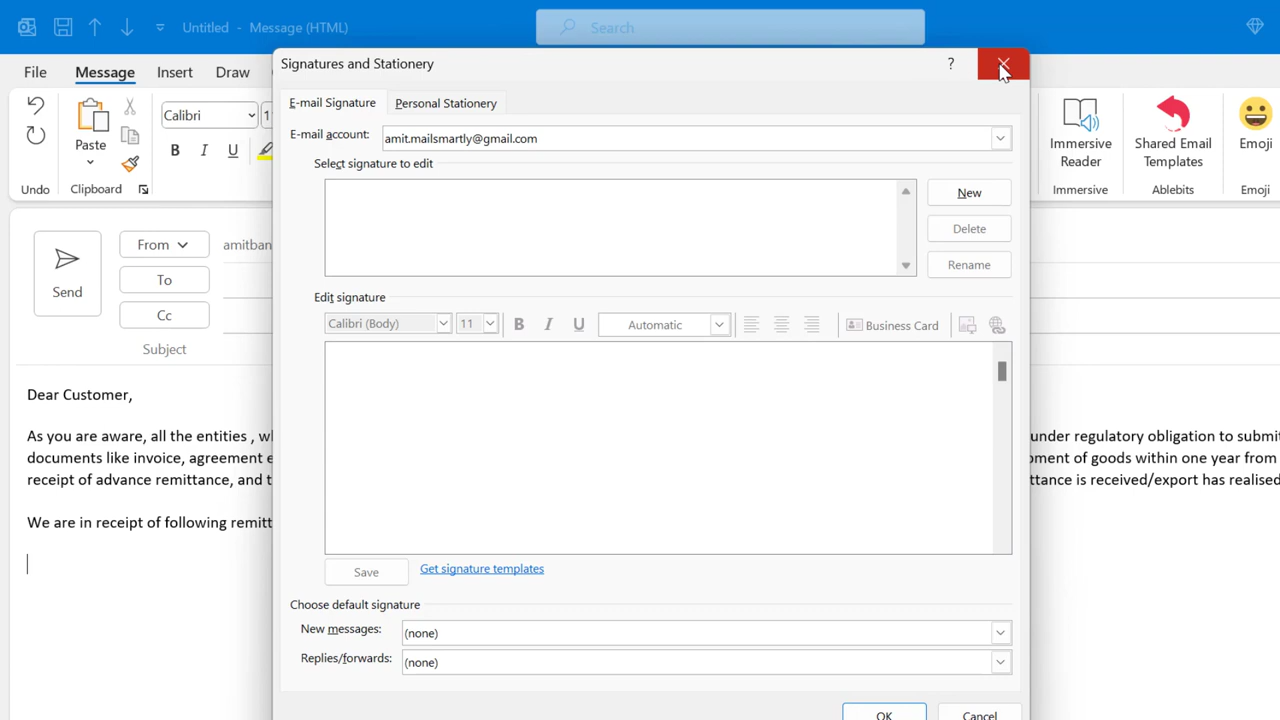 Untitled - Message (HTML)
Search
File
Message
Insert
Draw
Undo
Paste
Clipboard
Calibri
B I U
Immersive
Reader
Immersive
Shared Email
Templates
Ablebits
Emoji
Emoji
Signatures and Stationery
?
E-mail Signature
Personal Stationery
E-mail account:
amit.mailsmartly@gmail.com
Select signature to edit
New
Delete
Rename
Edit signature
Calibri (Body)
11
B I U
Automatic
Business Card
Save
Get signature templates
Choose default signature
New messages:
(none)
Replies/forwards:
(none)
OK
Cancel
Send
From
To
Cc
Subject
amitban
Dear Customer,
As you are aware, all the entities , w
under regulatory obligation to submit
documents like invoice, agreement e
ment of goods within one year from
receipt of advance remittance, and t
ttance is received/export has realised
We are in receipt of following remitt